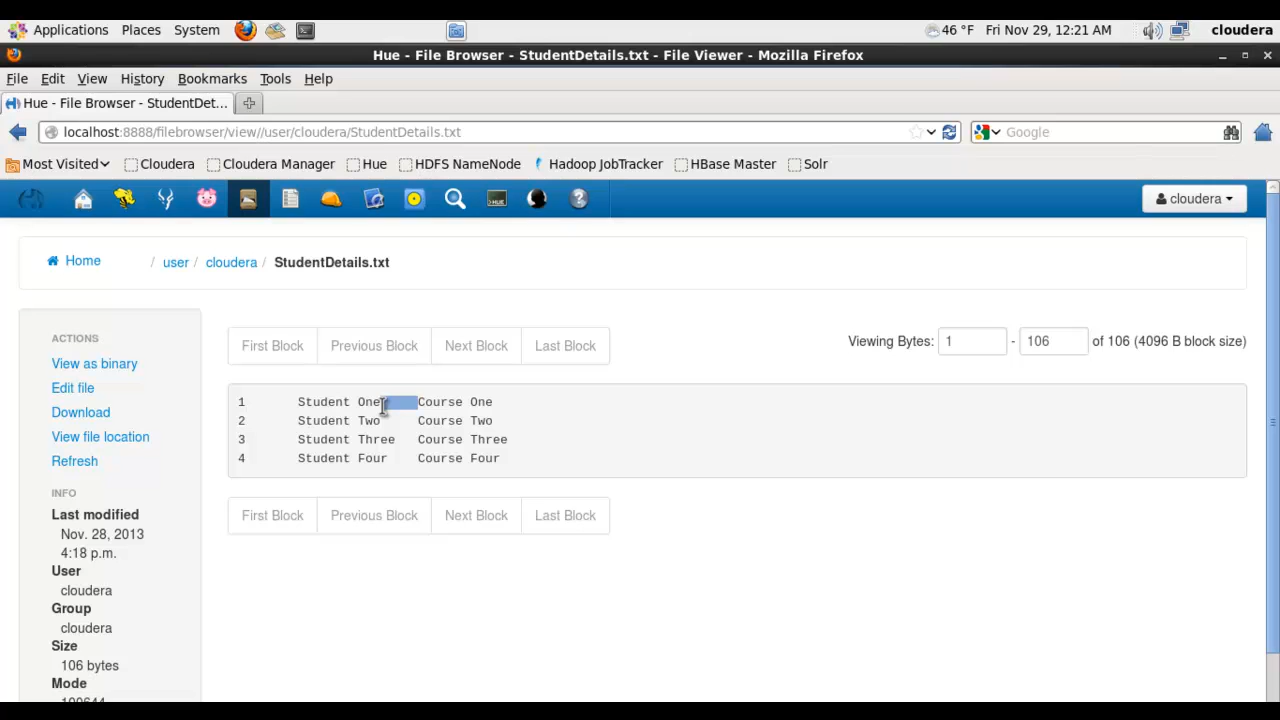 Applications Places System 46 °F Fri Nov 29, 12:21 AM cloudera
Hue - File Browser - StudentDetails.txt - File Viewer - Mozilla Firefox
File Edit View History Bookmarks Tools Help
Hue - File Browser - StudentDet...
localhost:8888/filebrowser/view//user/cloudera/StudentDetails.txt Google
Most Visited Cloudera Cloudera Manager Hue HDFS NameNode Hadoop JobTracker HBase Master Solr
HUE cloudera
Home / user / cloudera / StudentDetails.txt
ACTIONS
View as binary
Edit file
Download
View file location
Refresh
INFO
Last modified
Nov. 28, 2013
4:18 p.m.
User
cloudera
Group
cloudera
Size
106 bytes
Mode
100644
First Block Previous Block Next Block Last Block Viewing Bytes: 1 - 106 of 106 (4096 B block size)
1 Student One Course One
2 Student Two Course Two
3 Student Three Course Three
4 Student Four Course Four
First Block Previous Block Next Block Last Block